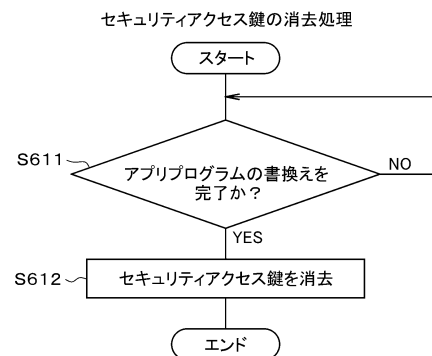 セキュリティアクセス鍵の消去処理
スタート
S611
アプリプログラムの書換えを
完了か?
NO
YES
S612
セキュリティアクセス鍵を消去
エンド